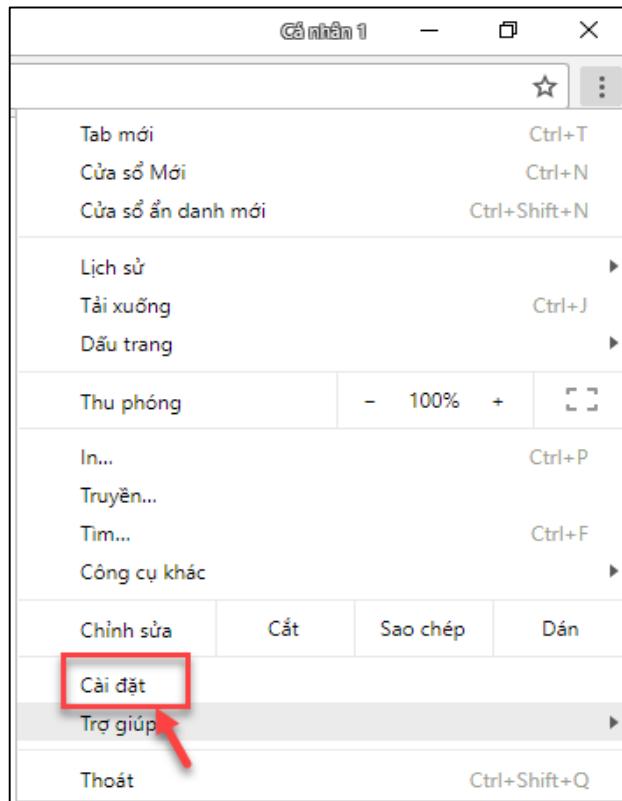 Cá nhân 1
Tab mới Ctrl+T
Cửa sổ Mới Ctrl+N
Cửa sổ ẩn danh mới Ctrl+Shift+N
Lịch sử
Tải xuống Ctrl+J
Dấu trang
Thu phóng - 100% +
In... Ctrl+P
Truyền...
Tìm... Ctrl+F
Công cụ khác
Chỉnh sửa Cắt Sao chép Dán
Cài đặt
Trợ giúp
Thoát Ctrl+Shift+Q